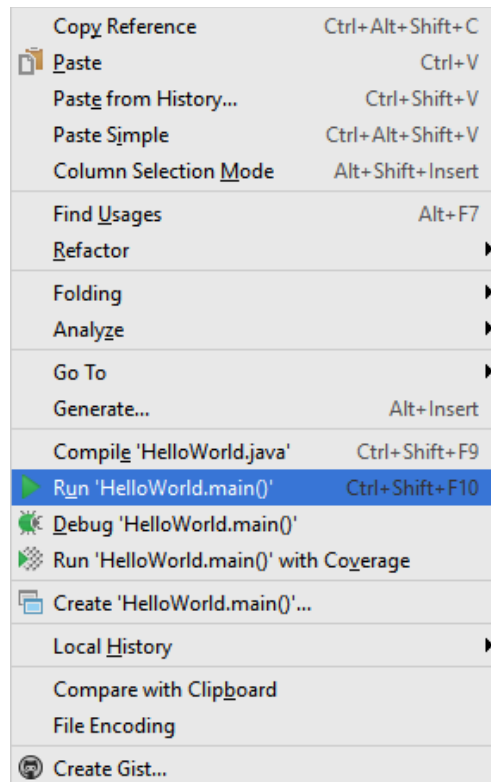 Copy Reference Ctrl+Alt+Shift+C
Paste Ctrl+V
Paste from History... Ctrl+Shift+V
Paste Simple Ctrl+Alt+Shift+V
Column Selection Mode Alt+Shift+Insert
Find Usages Alt+F7
Refactor
Folding
Analyze
Go To
Generate... Alt+Insert
Compile 'HelloWorld.java' Ctrl+Shift+F9
Run 'HelloWorld.main()' Ctrl+Shift+F10
Debug 'HelloWorld.main()'
Run 'HelloWorld.main()' with Coverage
Create 'HelloWorld.main()'...
Local History
Compare with Clipboard
File Encoding
Create Gist...